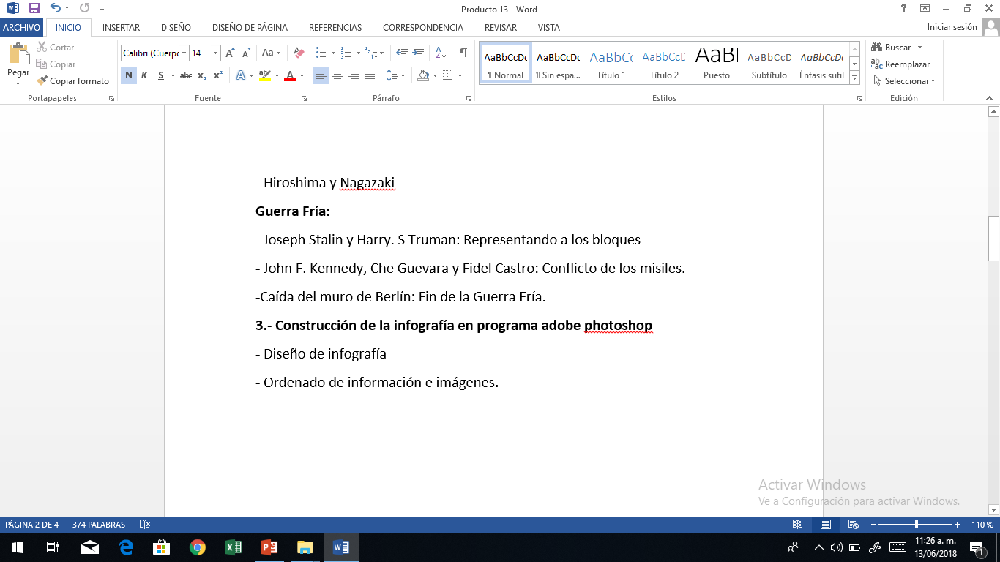 Producto 13 - Word
ARCHIVO INICIO INSERTAR DISEÑO DISEÑO DE PÁGINA REFERENCIAS CORRESPONDENCIA REVISAR VISTA Iniciar sesión
Pegar
Cortar
Copiar
Copiar formato
Portapapeles
Calibri (Cuerpo 14
N K S abc x₂ x²
Fuente
Párrafo
AaBbCcDc AaBbCcDc AaBbCc AaBbCcD AaBl AaBbCcD AaBbCcDc
¶ Normal ¶ Sin espa... Título 1 Título 2 Puesto Subtítulo Énfasis sutil
Estilos
Buscar
Reemplazar
Seleccionar
Edición
- Hiroshima y Nagazaki
Guerra Fría:
- Joseph Stalin y Harry. S Truman: Representando a los bloques
- John F. Kennedy, Che Guevara y Fidel Castro: Conflicto de los misiles.
-Caída del muro de Berlín: Fin de la Guerra Fría.
3.- Construcción de la infografía en programa adobe photoshop
- Diseño de infografía
- Ordenado de información e imágenes.
Activar Windows
Ve a Configuración para activar Windows.
PÁGINA 2 DE 4 374 PALABRAS 110 %
11:26 a. m.
13/06/2018